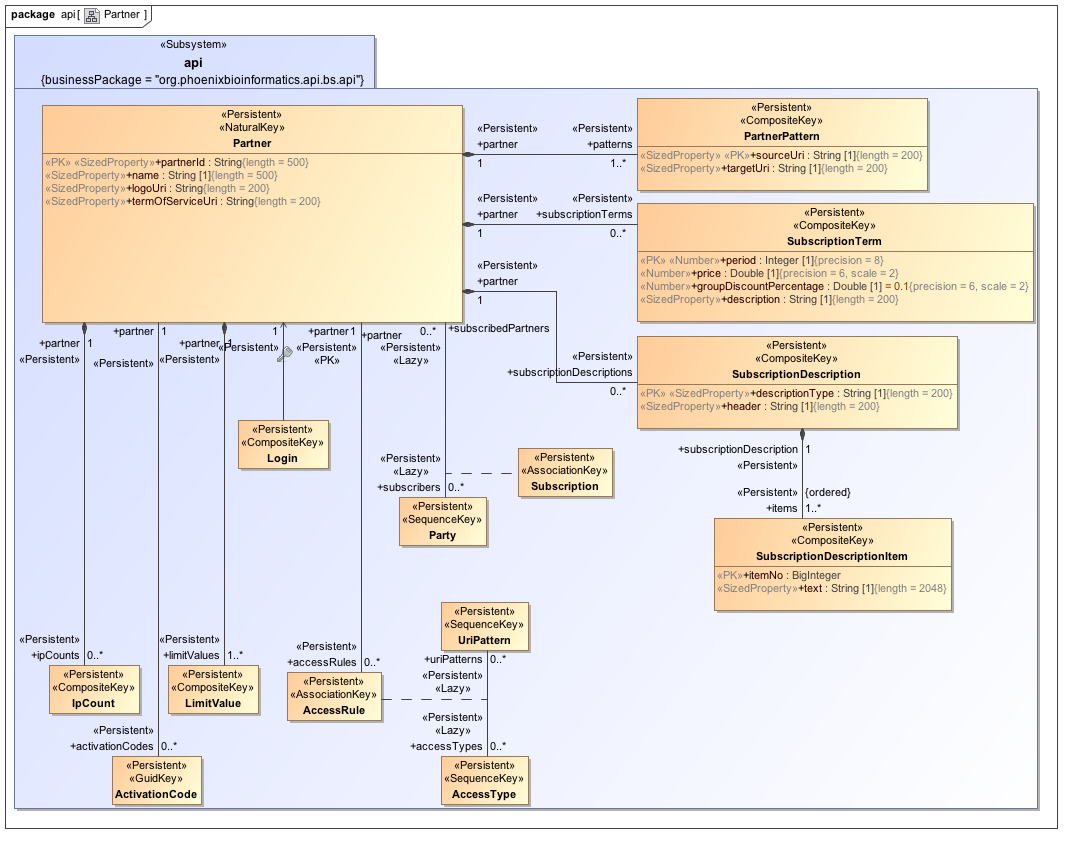 package api[ Partner ]
«Subsystem»
api
{businessPackage = "org.phoenixbioinformatics.api.bs.api"}
«Persistent»
«NaturalKey»
Partner
«PK» «SizedProperty»+partnerId : String{length = 500}
«SizedProperty»+name : String [1]{length = 500}
«SizedProperty»+logoUri : String{length = 200}
«SizedProperty»+termOfServiceUri : String{length = 200}
«Persistent» «Persistent»
+partner +patterns
1 1..*
«Persistent»
«CompositeKey»
PartnerPattern
«SizedProperty» «PK»+sourceUri : String [1]{length = 200}
«SizedProperty»+targetUri : String [1]{length = 200}
«Persistent» «Persistent»
+partner +subscriptionTerms
1 0..*
«Persistent»
«CompositeKey»
SubscriptionTerm
«PK» «Number»+period : Integer [1]{precision = 8}
«Number»+price : Double [1]{precision = 6, scale = 2}
«Number»+groupDiscountPercentage : Double [1] = 0.1{precision = 6, scale = 2}
«SizedProperty»+description : String [1]{length = 200}
«Persistent»
+partner
1
«Persistent»
+subscriptionDescriptions
0..*
«Persistent»
«CompositeKey»
SubscriptionDescription
«PK» «SizedProperty»+descriptionType : String [1]{length = 200}
«SizedProperty»+header : String [1]{length = 200}
+subscriptionDescription 1
«Persistent»
«Persistent» {ordered}
+items 1..*
«Persistent»
«CompositeKey»
SubscriptionDescriptionItem
«PK»+itemNo : BigInteger
«SizedProperty»+text : String [1]{length = 2048}
+partner 1
«Persistent»
+partner 1
«Persistent»
+partner 1
«Persistent»
1
«Persistent»
+partner 1
«Persistent»
«PK»
+partner
0..* +subscribedPartners
«Persistent»
«Lazy»
«Persistent»
«CompositeKey»
Login
«Persistent»
«Lazy»
+subscribers 0..*
«Persistent»
«AssociationKey»
Subscription
«Persistent»
«SequenceKey»
Party
«Persistent»
+ipCounts 0..*
«Persistent»
«CompositeKey»
IpCount
«Persistent»
+limitValues 1..*
«Persistent»
«CompositeKey»
LimitValue
«Persistent»
+activationCodes 0..*
«Persistent»
«GuidKey»
ActivationCode
«Persistent»
+accessRules 0..*
«Persistent»
«AssociationKey»
AccessRule
«Persistent»
«SequenceKey»
UriPattern
+uriPatterns 0..*
«Persistent»
«Lazy»
«Persistent»
«Lazy»
+accessTypes 0..*
«Persistent»
«SequenceKey»
AccessType